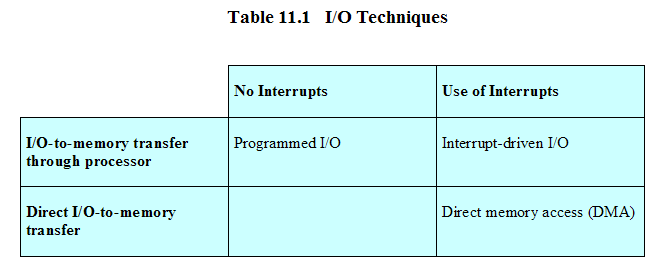 Table 11.1 I/O Techniques
No Interrupts
Use of Interrupts
I/O-to-memory transfer
through processor
Programmed I/O
Interrupt-driven I/O
Direct I/O-to-memory
transfer
Direct memory access (DMA)